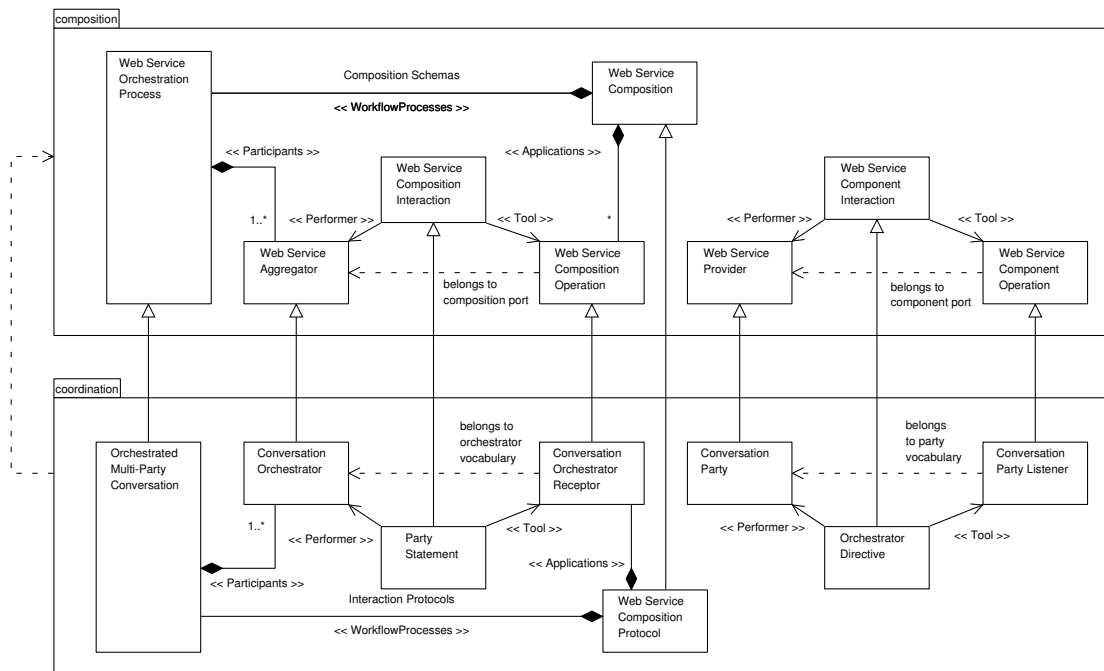 composition
Web Service
Orchestration
Process
Composition Schemas
<< WorkflowProcesses >>
Web Service
Composition
<< Participants >>
<< Applications >>
Web Service
Composition
Interaction
Web Service
Component
Interaction
1..*
<< Performer >>
<< Tool >>
*
<< Performer >>
<< Tool >>
Web Service
Aggregator
Web Service
Composition
Operation
Web Service
Provider
Web Service
Component
Operation
belongs to
composition port
belongs to
component port
coordination
belongs to
orchestrator
vocabulary
belongs
to party
vocabulary
Orchestrated
Multi-Party
Conversation
Conversation
Orchestrator
Conversation
Orchestrator
Receptor
Conversation
Party
Conversation
Party Listener
1..*
<< Performer >>
Party
Statement
<< Tool >>
<< Performer >>
Orchestrator
Directive
<< Tool >>
<< Applications >>
<< Participants >>
Interaction Protocols
<< WorkflowProcesses >>
Web Service
Composition
Protocol